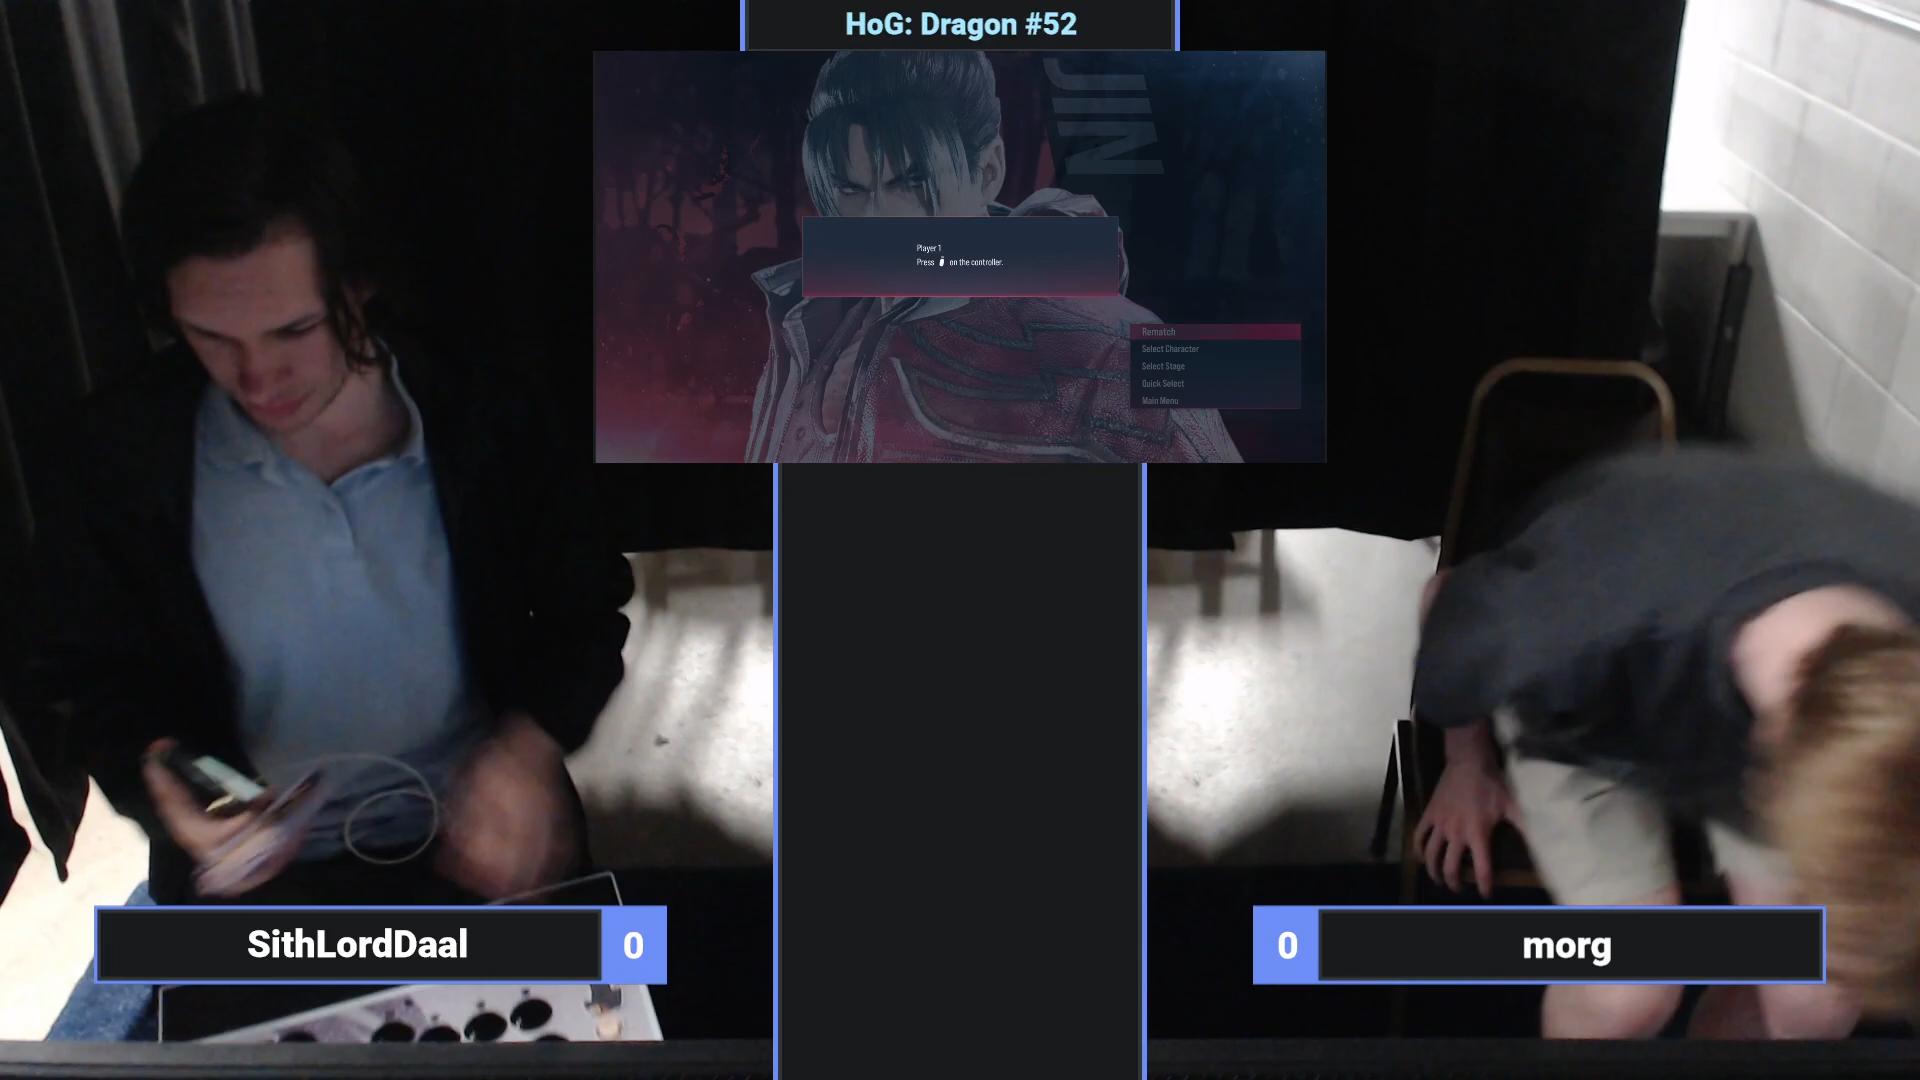 HoG: Dragon #52
JIN
Player 1
Press on the controller.
Rematch
Select Character
Select Stage
Quick Select
Main Menu
SithLordDaal 0
0 morg